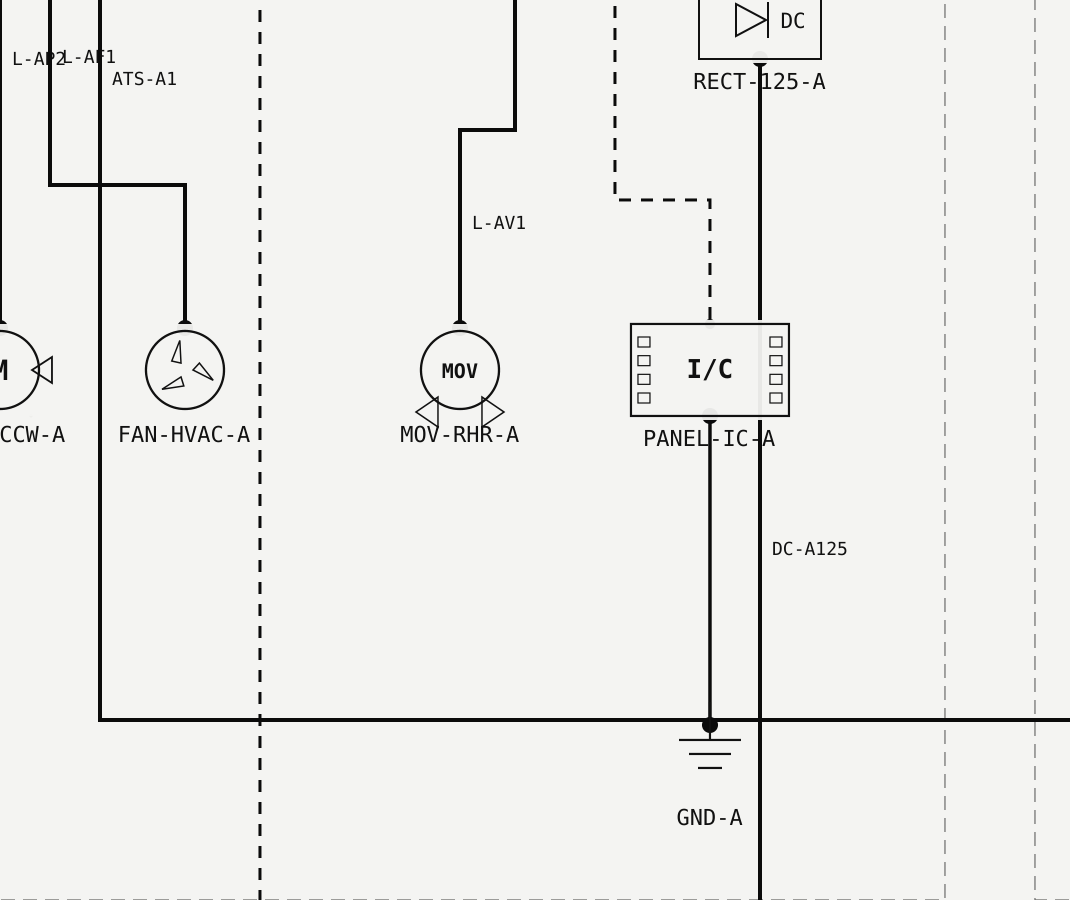 DC
RECT-125-A
L-AP2
L-AF1
ATS-A1
L-AV1
M
MOV
I/C
CCW-A
FAN-HVAC-A
MOV-RHR-A
PANEL-IC-A
DC-A125
GND-A